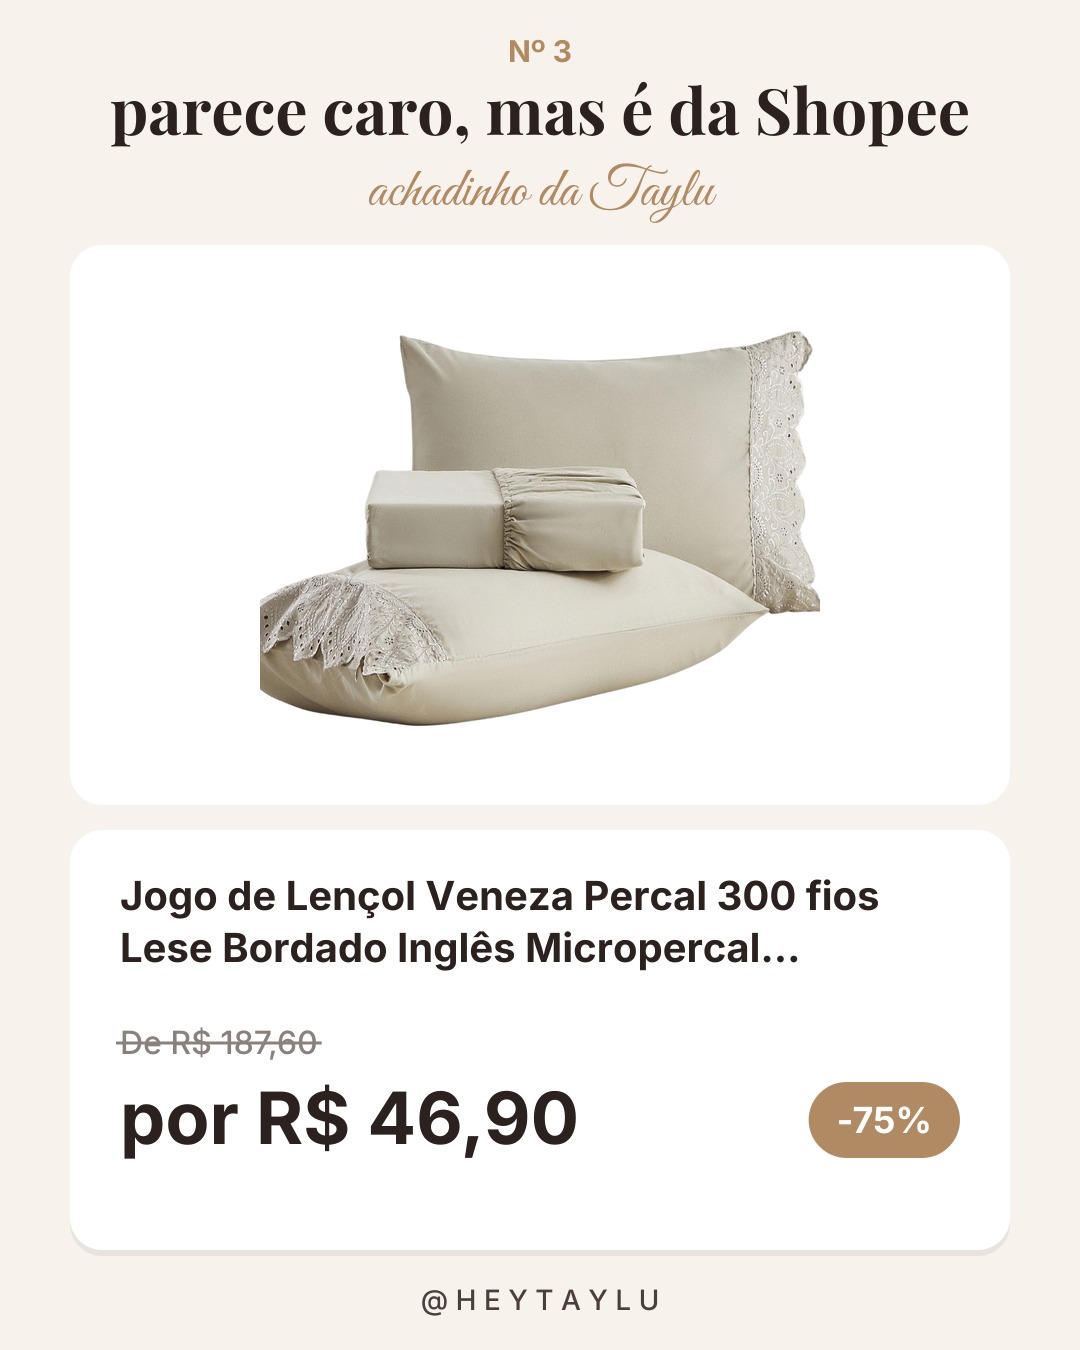 Nº 3
parece caro, mas é da Shopee
achadinho da Taylu
Jogo de Lençol Veneza Percal 300 fios
Lese Bordado Inglês Micropercal...
De R$ 187,60
por R$ 46,90
-75%
@HEYTAYLU